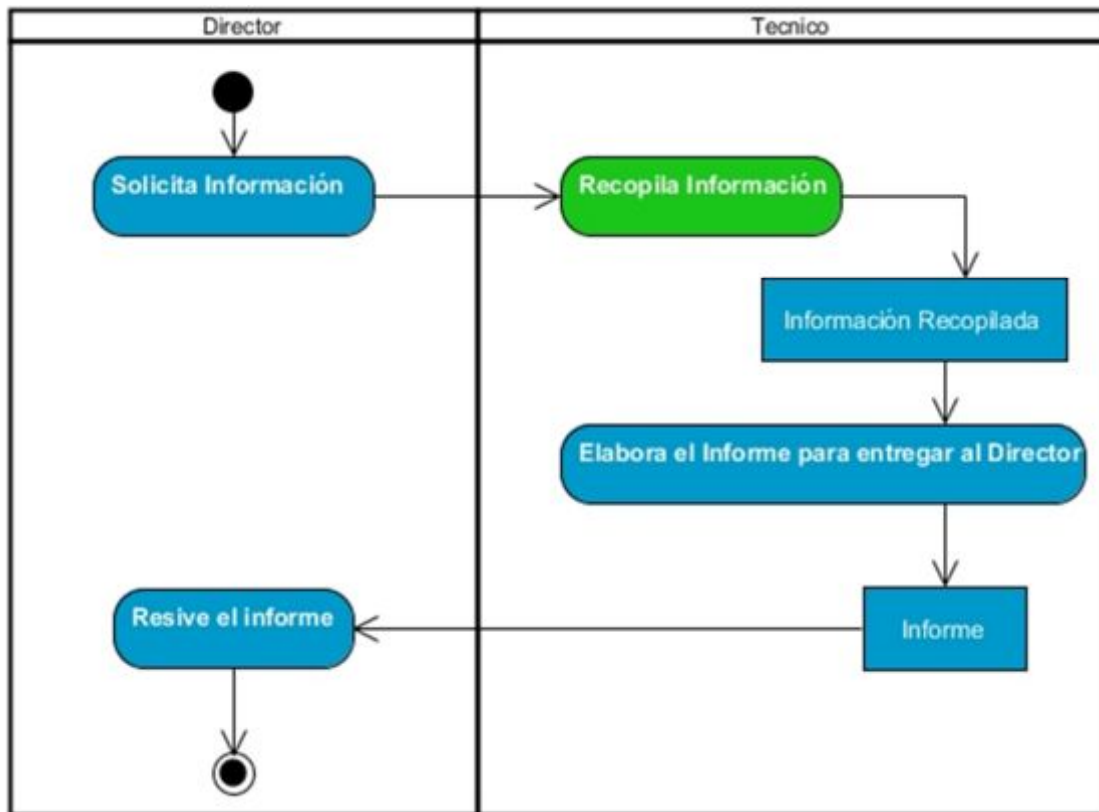 Director
Tecnico
Solicita Información
Recopila Información
Información Recopilada
Elabora el Informe para entregar al Director
Resive el informe
Informe